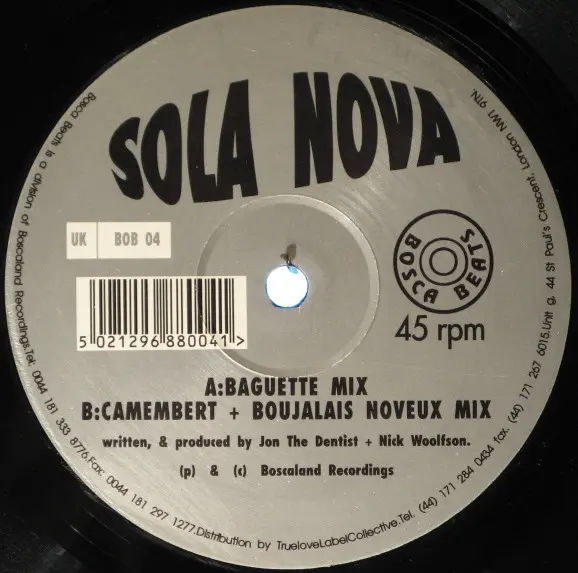 SOLA NOVA
UK BOB 04
BOSCA BEATS
5 021296 880041 >
45 rpm
A:BAGUETTE MIX
B:CAMEMBERT + BOUJALAIS NOVEUX MIX
written, & produced by Jon The Dentist + Nick Woolfson.
(p) & (c) Boscaland Recordings
Bosca Beats is a division of Boscaland Recordings.Tel: 0044 181 333 8776.Fax: 0044 181 297 1277.Distribution by TrueloveLabelCollective.Tel. (44) 171 284 0434 fax. (44) 171 267 6015.Unit g, 44 St Paul's Crescent, London NW1 9TN.